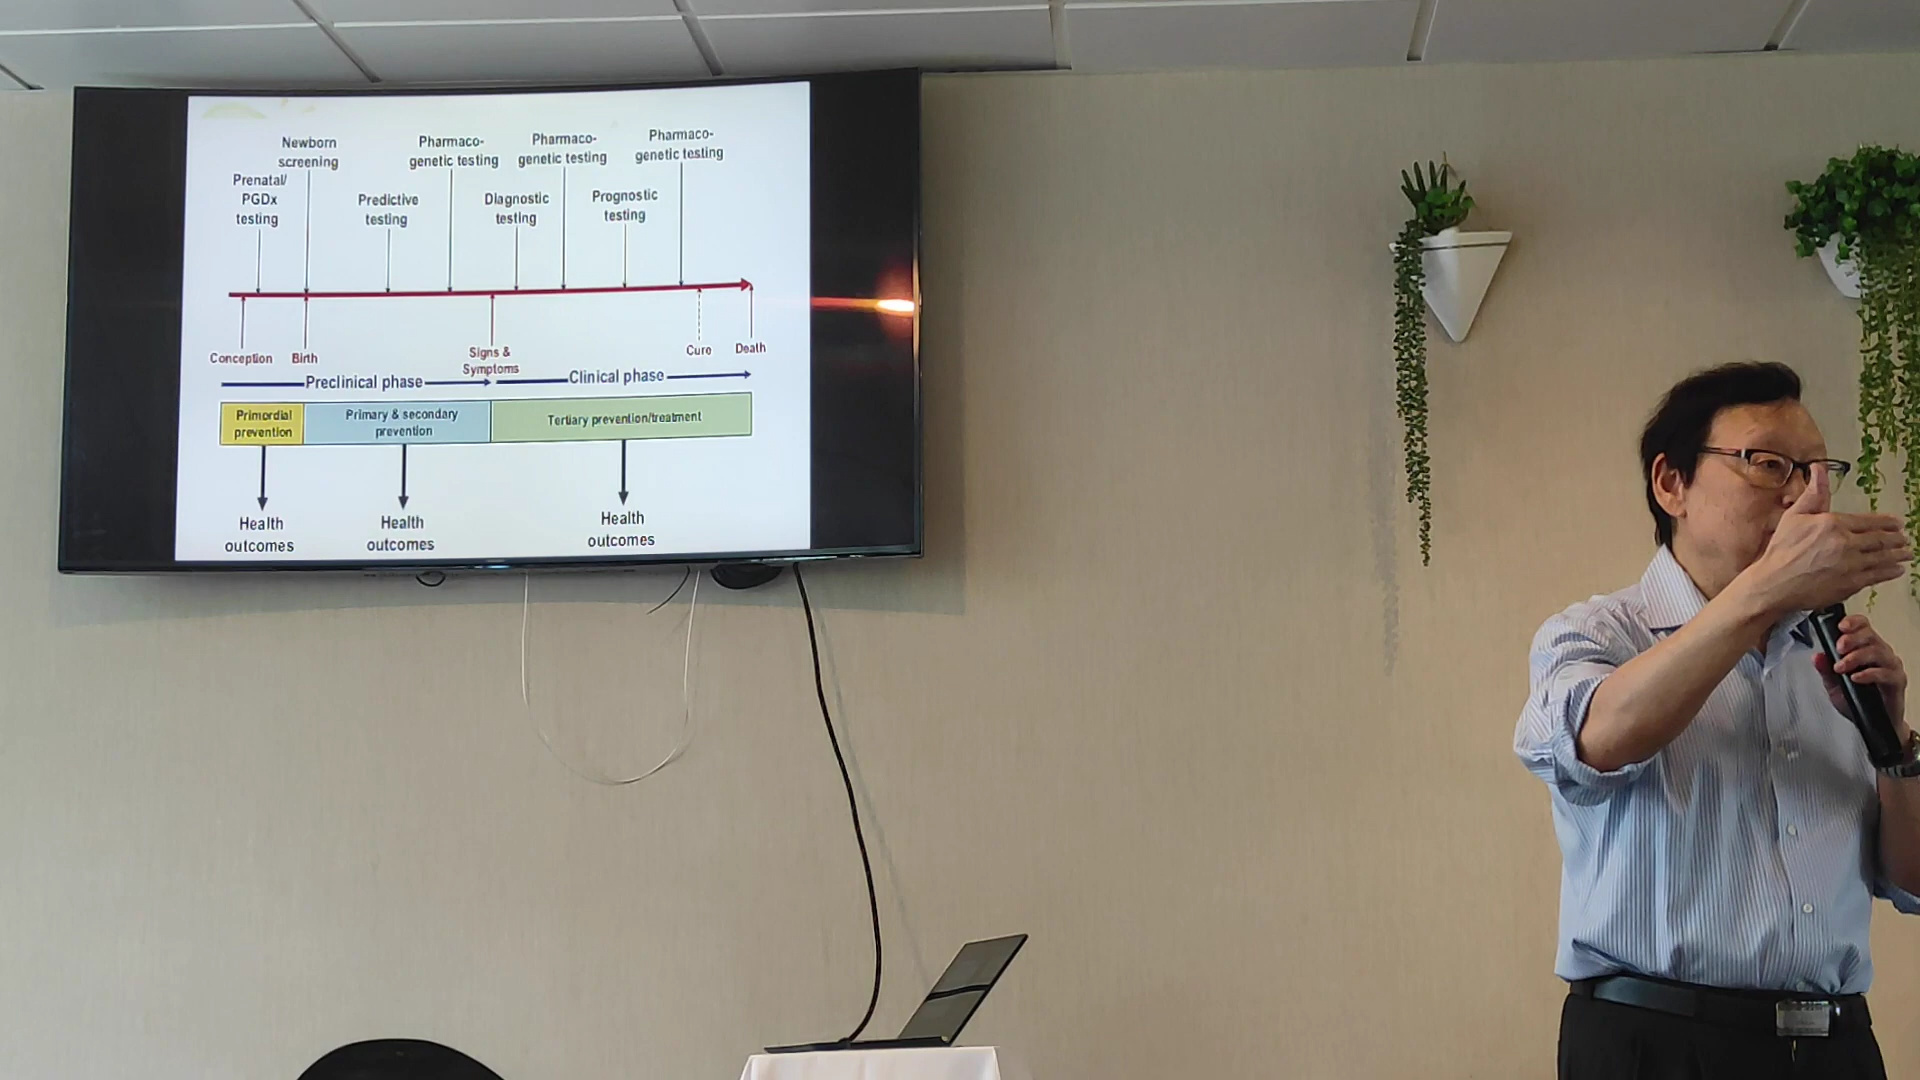 Newborn
screening
Pharmaco-
genetic testing
Pharmaco-
genetic testing
Pharmaco-
genetic testing
Prenatal/
PGDx
testing
Predictive
testing
Diagnostic
testing
Prognostic
testing
Conception
Birth
Signs &
Symptoms
Cure
Death
Preclinical phase
Clinical phase
Primordial
prevention
Primary & secondary
prevention
Tertiary prevention/treatment
Health
outcomes
Health
outcomes
Health
outcomes